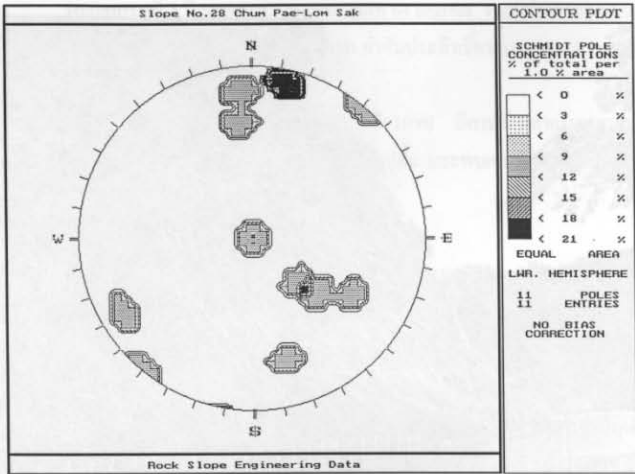 Slope No.28 Chum Pae-Lom Sak
N
W
E
S
Rock Slope Engineering Data
CONTOUR PLOT
SCHMIDT POLE
CONCENTRATIONS
% of total per
1.0 % area
< 0 %
< 3 %
< 6 %
< 9 %
< 12 %
< 15 %
< 18 %
< 21 %
EQUAL AREA
LWR. HEMISPHERE
11 POLES
11 ENTRIES
NO BIAS
CORRECTION